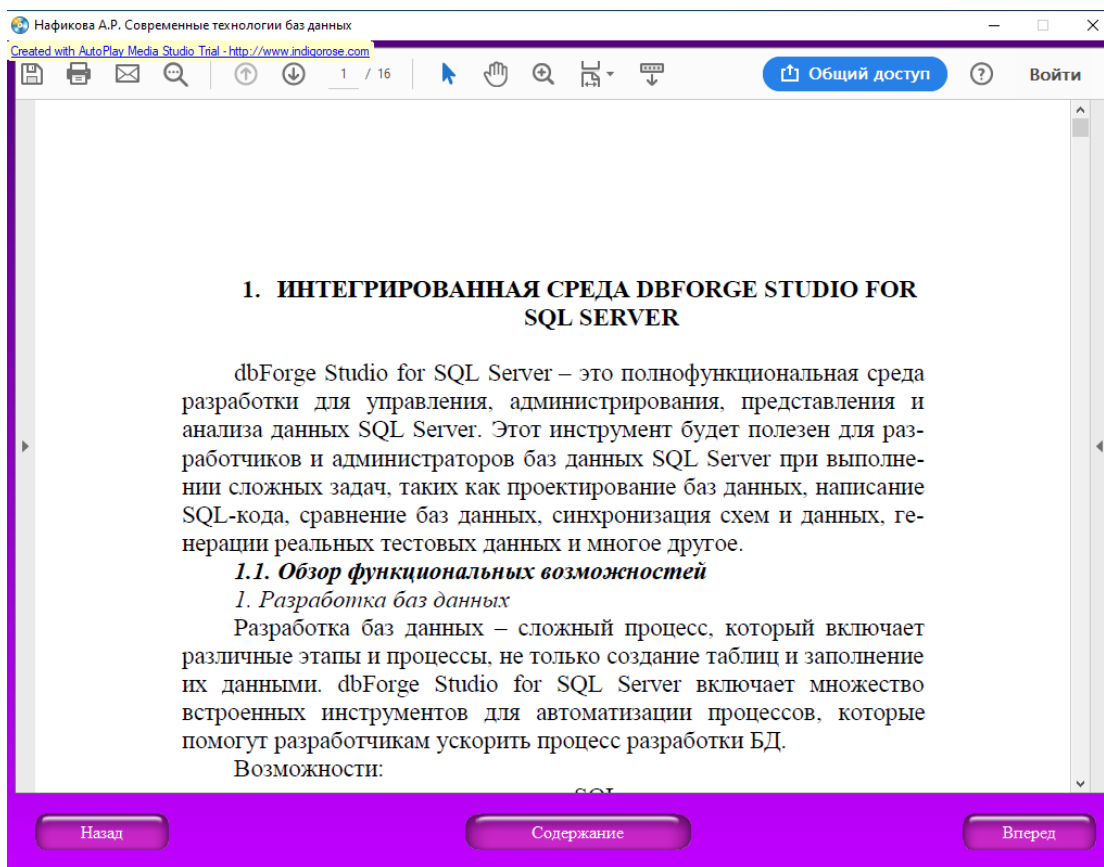 Нафикова А.Р. Современные технологии баз данных
Created with AutoPlay Media Studio Trial - http://www.indigorose.com
1 / 16
Общий доступ
Войти
1. ИНТЕГРИРОВАННАЯ СРЕДА DBFORGE STUDIO FOR
SQL SERVER
dbForge Studio for SQL Server – это полнофункциональная среда
разработки для управления, администрирования, представления и
анализа данных SQL Server. Этот инструмент будет полезен для раз-
работчиков и администраторов баз данных SQL Server при выполне-
нии сложных задач, таких как проектирование баз данных, написание
SQL-кода, сравнение баз данных, синхронизация схем и данных, ге-
нерации реальных тестовых данных и многое другое.
1.1. Обзор функциональных возможностей
1. Разработка баз данных
Разработка баз данных – сложный процесс, который включает
различные этапы и процессы, не только создание таблиц и заполнение
их данными. dbForge Studio for SQL Server включает множество
встроенных инструментов для автоматизации процессов, которые
помогут разработчикам ускорить процесс разработки БД.
Возможности:
Назад
Содержание
Вперед